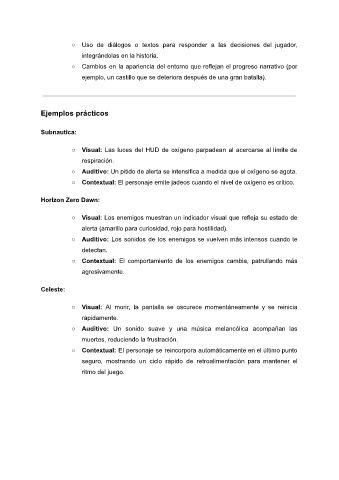 ○ Uso de diálogos o textos para responder a las decisiones del jugador,
integrándolas en la historia.
○ Cambios en la apariencia del entorno que reflejan el progreso narrativo (por
ejemplo, un castillo que se deteriora después de una gran batalla).
Ejemplos prácticos
Subnautica:
○ Visual: Las luces del HUD de oxígeno parpadean al acercarse al límite de
respiración.
○ Auditivo: Un pitido de alerta se intensifica a medida que el oxígeno se agota.
○ Contextual: El personaje emite jadeos cuando el nivel de oxígeno es crítico.
Horizon Zero Dawn:
○ Visual: Los enemigos muestran un indicador visual que refleja su estado de
alerta (amarillo para curiosidad, rojo para hostilidad).
○ Auditivo: Los sonidos de los enemigos se vuelven más intensos cuando te
detectan.
○ Contextual: El comportamiento de los enemigos cambia, patrullando más
agresivamente.
Celeste:
○ Visual: Al morir, la pantalla se oscurece momentáneamente y se reinicia
rápidamente.
○ Auditivo: Un sonido suave y una música melancólica acompañan las
muertes, reduciendo la frustración.
○ Contextual: El personaje se reincorpora automáticamente en el último punto
seguro, mostrando un ciclo rápido de retroalimentación para mantener el
ritmo del juego.